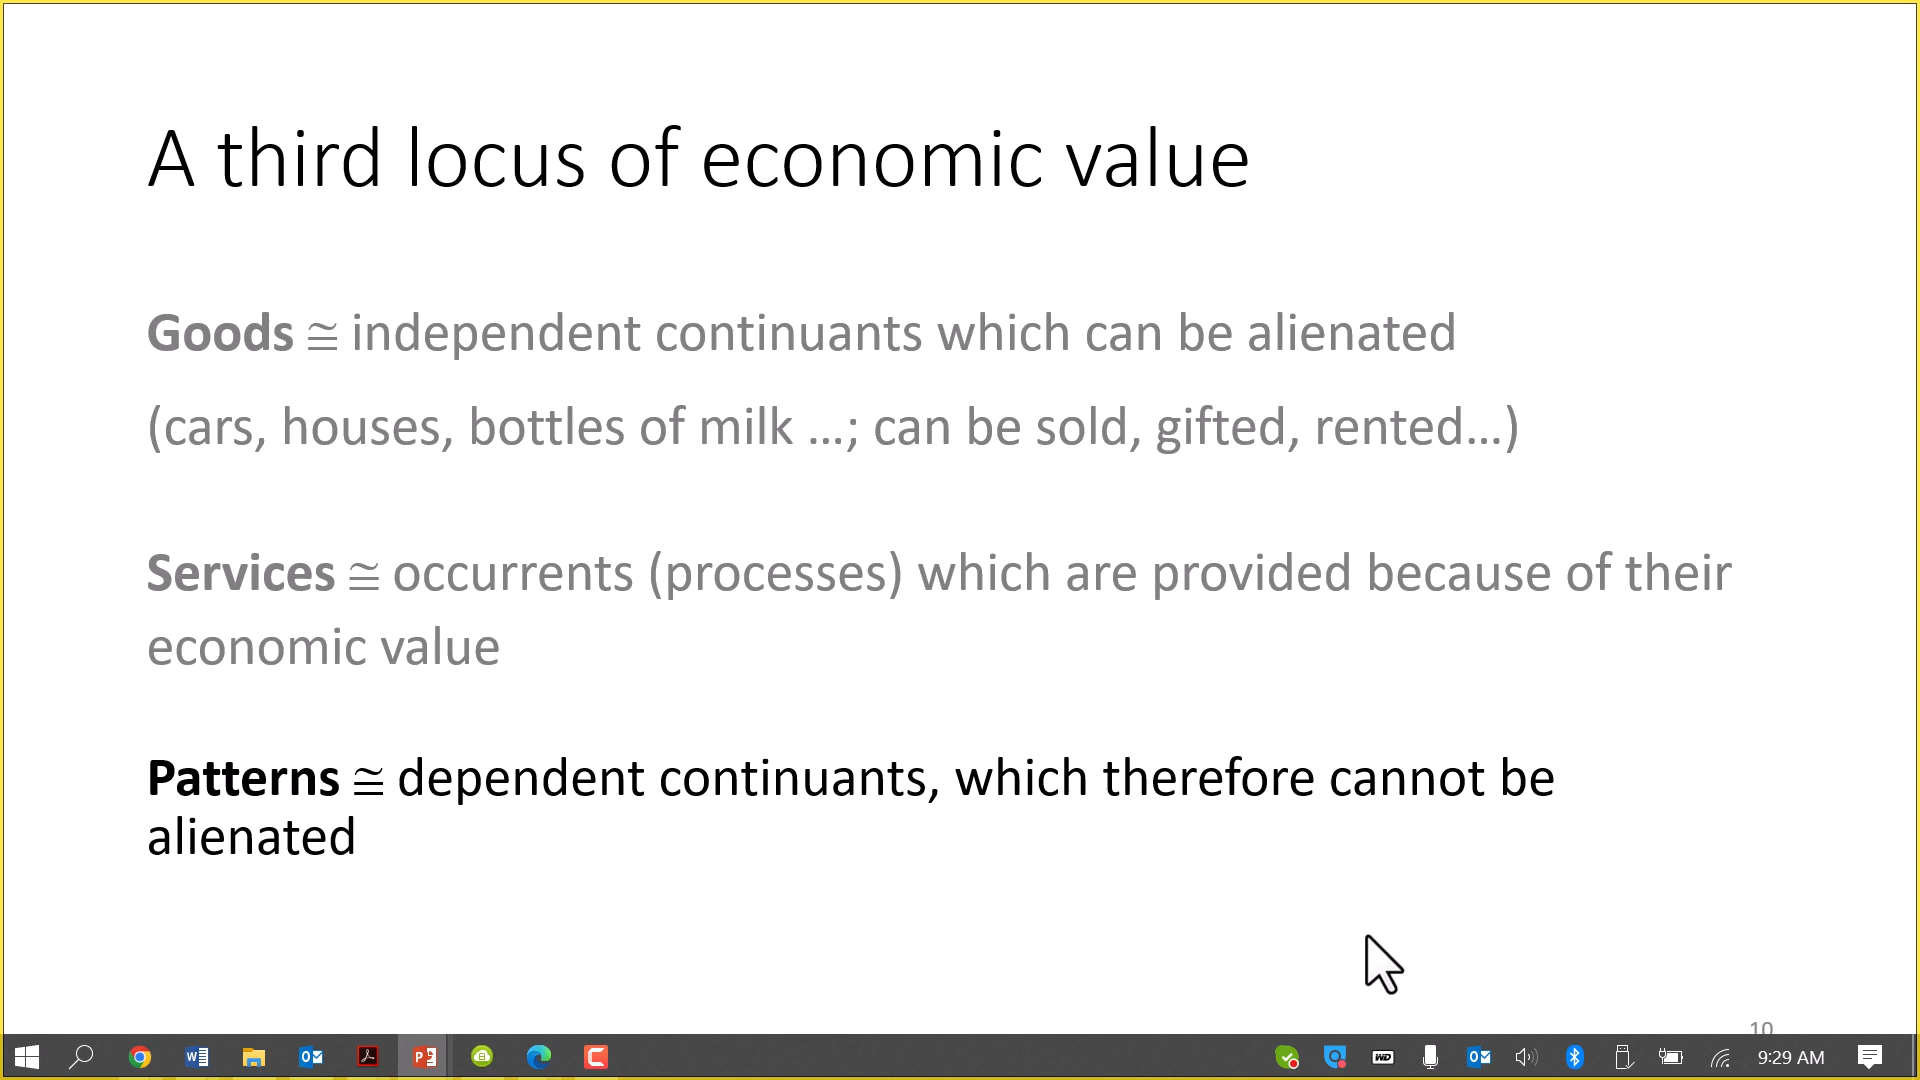 A third locus of economic value
Goods ≅ independent continuants which can be alienated
(cars, houses, bottles of milk …; can be sold, gifted, rented…)
Services ≅ occurrents (processes) which are provided because of their
economic value
Patterns ≅ dependent continuants, which therefore cannot be
alienated
10
9:29 AM